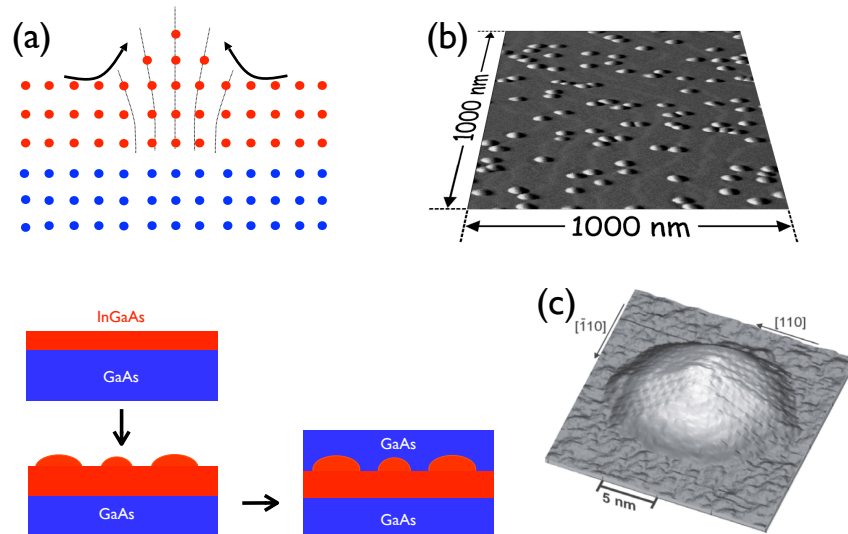 (a)
(b)
1000 nm
1000 nm
InGaAs
GaAs
GaAs
GaAs
GaAs
(c)
[1̄10]
[110]
5 nm